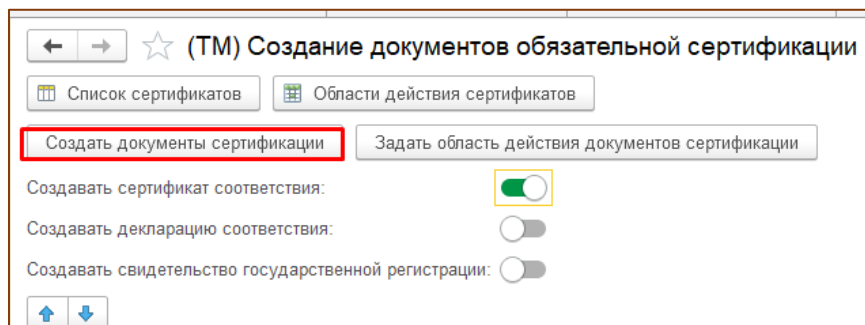 (ТМ) Создание документов обязательной сертификации
Список сертификатов Области действия сертификатов
Создать документы сертификации Задать область действия документов сертификации
Создавать сертификат соответствия:
Создавать декларацию соответствия:
Создавать свидетельство государственной регистрации: